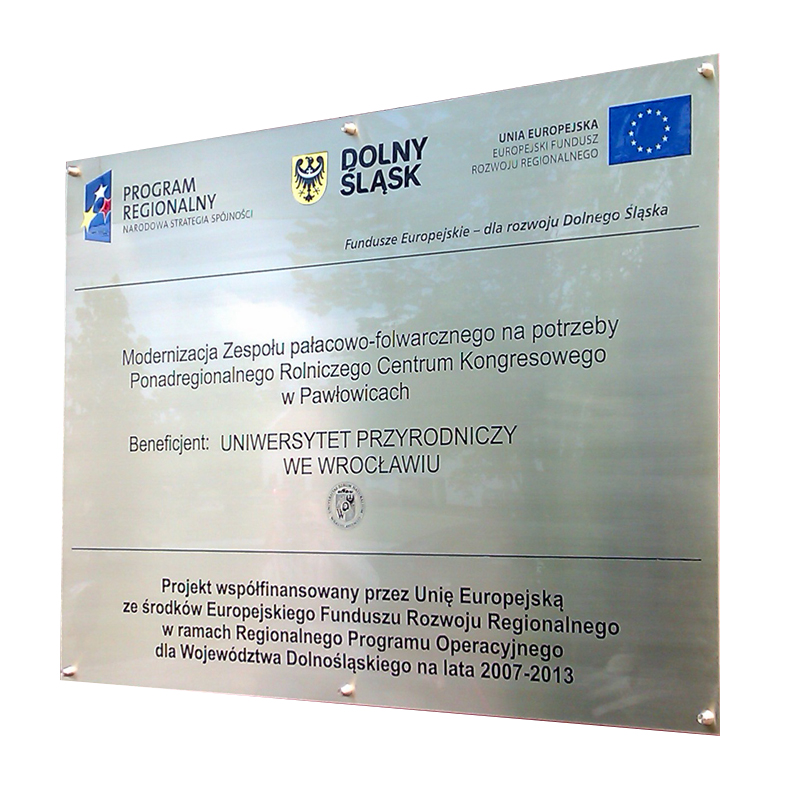 PROGRAM
REGIONALNY
NARODOWA STRATEGIA SPÓJNOŚCI
DOLNY
ŚLĄSK
UNIA EUROPEJSKA
EUROPEJSKI FUNDUSZ
ROZWOJU REGIONALNEGO
Fundusze Europejskie – dla rozwoju Dolnego Śląska
Modernizacja Zespołu pałacowo-folwarcznego na potrzeby
Ponadregionalnego Rolniczego Centrum Kongresowego
w Pawłowicach
Beneficjent: UNIWERSYTET PRZYRODNICZY
WE WROCŁAWIU
Projekt współfinansowany przez Unię Europejską
ze środków Europejskiego Funduszu Rozwoju Regionalnego
w ramach Regionalnego Programu Operacyjnego
dla Województwa Dolnośląskiego na lata 2007-2013